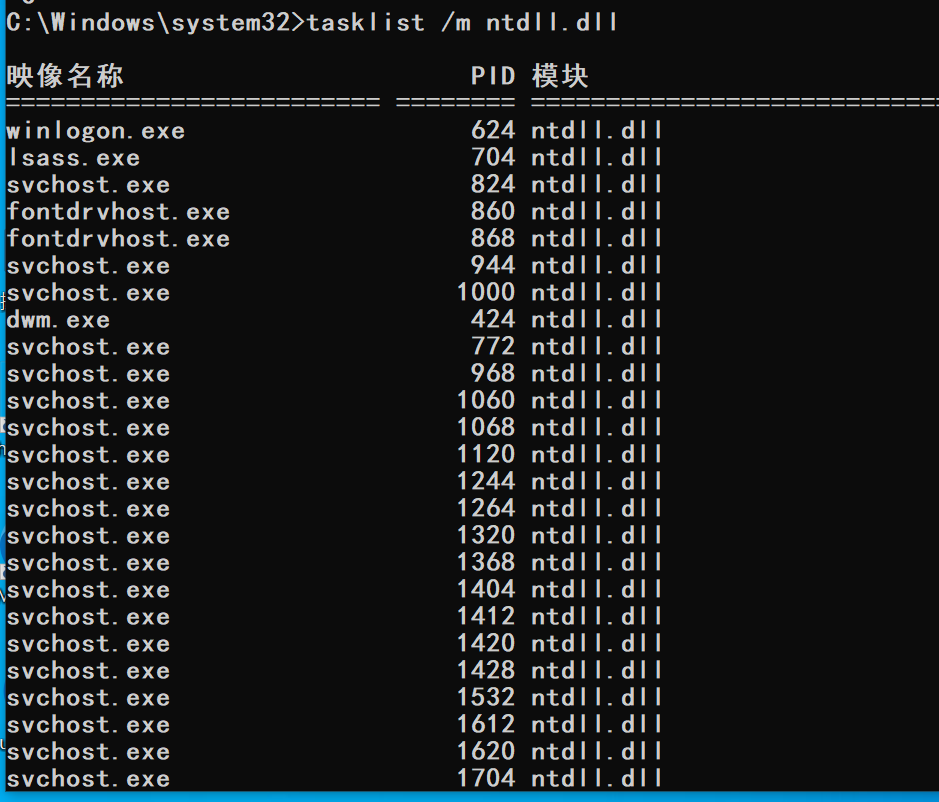 C:\Windows\system32>tasklist /m ntdll.dll
映像名称 PID 模块
========================= ======== ============================
winlogon.exe 624 ntdll.dll
lsass.exe 704 ntdll.dll
svchost.exe 824 ntdll.dll
fontdrvhost.exe 860 ntdll.dll
fontdrvhost.exe 868 ntdll.dll
svchost.exe 944 ntdll.dll
svchost.exe 1000 ntdll.dll
dwm.exe 424 ntdll.dll
svchost.exe 772 ntdll.dll
svchost.exe 968 ntdll.dll
svchost.exe 1060 ntdll.dll
svchost.exe 1068 ntdll.dll
svchost.exe 1120 ntdll.dll
svchost.exe 1244 ntdll.dll
svchost.exe 1264 ntdll.dll
svchost.exe 1320 ntdll.dll
svchost.exe 1368 ntdll.dll
svchost.exe 1404 ntdll.dll
svchost.exe 1412 ntdll.dll
svchost.exe 1420 ntdll.dll
svchost.exe 1428 ntdll.dll
svchost.exe 1532 ntdll.dll
svchost.exe 1612 ntdll.dll
svchost.exe 1620 ntdll.dll
svchost.exe 1704 ntdll.dll